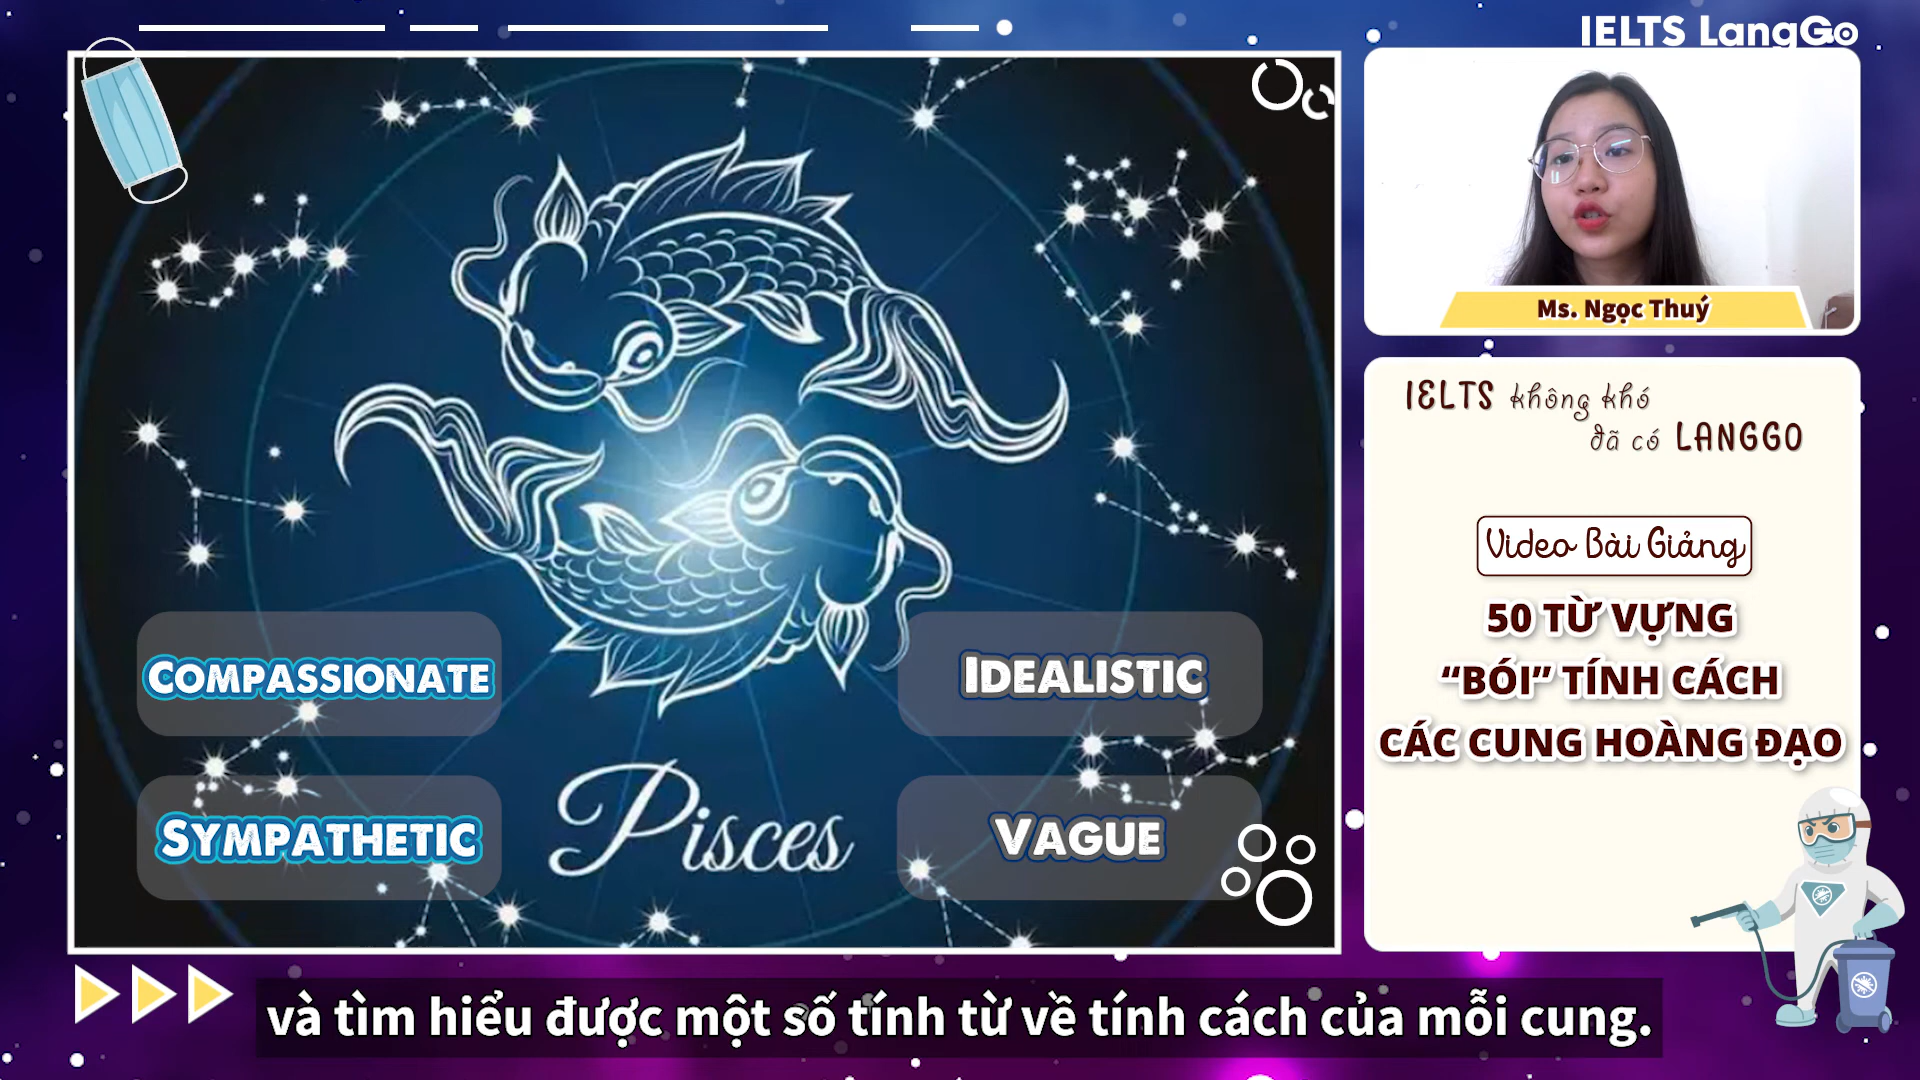 IELTS LangGo
Ms. Ngọc Thuý
IELTS không khó
đã có LANGGO
Video Bài Giảng
50 TỪ VỰNG
“BÓI” TÍNH CÁCH
CÁC CUNG HOÀNG ĐẠO
COMPASSIONATE
IDEALISTIC
SYMPATHETIC
VAGUE
Pisces
và tìm hiểu được một số tính từ về tính cách của mỗi cung.